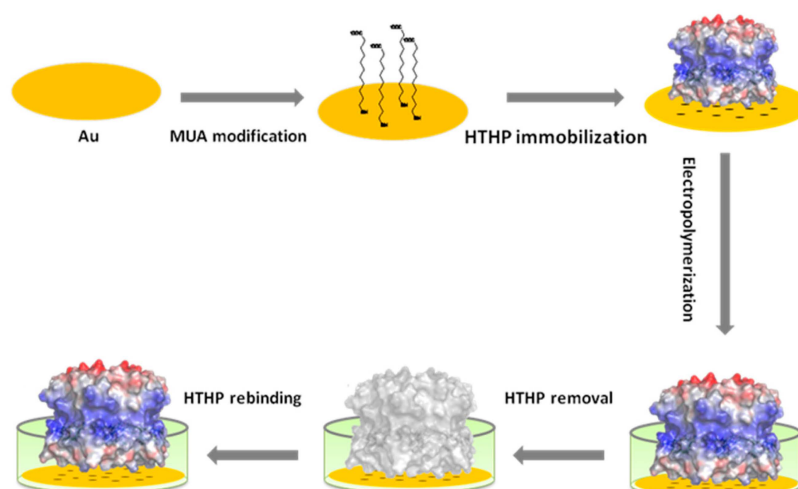 Au
MUA modification
HTHP immobilization
Electropolymerization
HTHP rebinding
HTHP removal